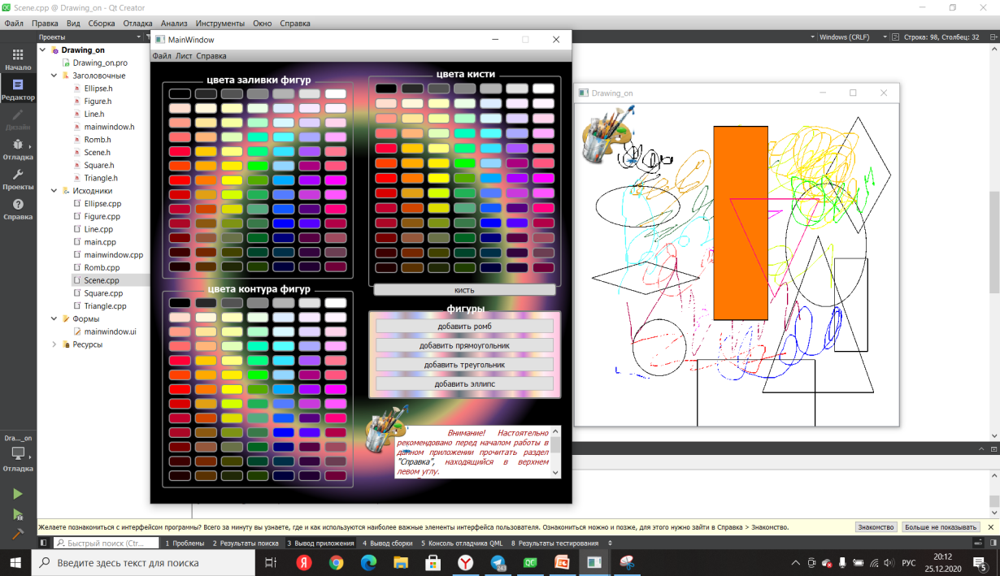 Scene.cpp @ Drawing_on - Qt Creator
Файл Правка Вид Сборка Отладка Анализ Инструменты Окно Справка
Проекты
Windows (CRLF)
Строка: 98, Столбец: 32
Начало
Редактор
Дизайн
Отладка
Проекты
Справка
Drawing_on
Drawing_on.pro
Заголовочные
Ellipse.h
Figure.h
Line.h
mainwindow.h
Romb.h
Scene.h
Square.h
Triangle.h
Исходники
Ellipse.cpp
Figure.cpp
Line.cpp
main.cpp
mainwindow.cpp
Romb.cpp
Scene.cpp
Square.cpp
Triangle.cpp
Формы
mainwindow.ui
Ресурсы
Dra..._on
Отладка
MainWindow
Файл Лист Справка
цвета заливки фигур
цвета кисти
кисть
цвета контура фигур
фигуры
добавить ромб
добавить прямоугольник
добавить треугольник
добавить эллипс
Внимание! Настоятельно
рекомендовано перед началом работы в
данном приложении прочитать раздел
"Справка", находящийся в верхнем
левом углу.
Drawing_on
Желаете познакомиться с интерфейсом программы? Всего за минуту вы узнаете, где и как используются наиболее важные элементы интерфейса пользователя. Ознакомиться можно и позже, для этого нужно зайти в Справка > Знакомство.
Знакомство
Больше не показывать
Быстрый поиск (Ctr...
1 Проблемы 2 Результаты поиска 3 Вывод приложения 4 Вывод сборки 5 Консоль отладчика QML 8 Результаты тестирования
Введите здесь текст для поиска
РУС
20:12
25.12.2020
5